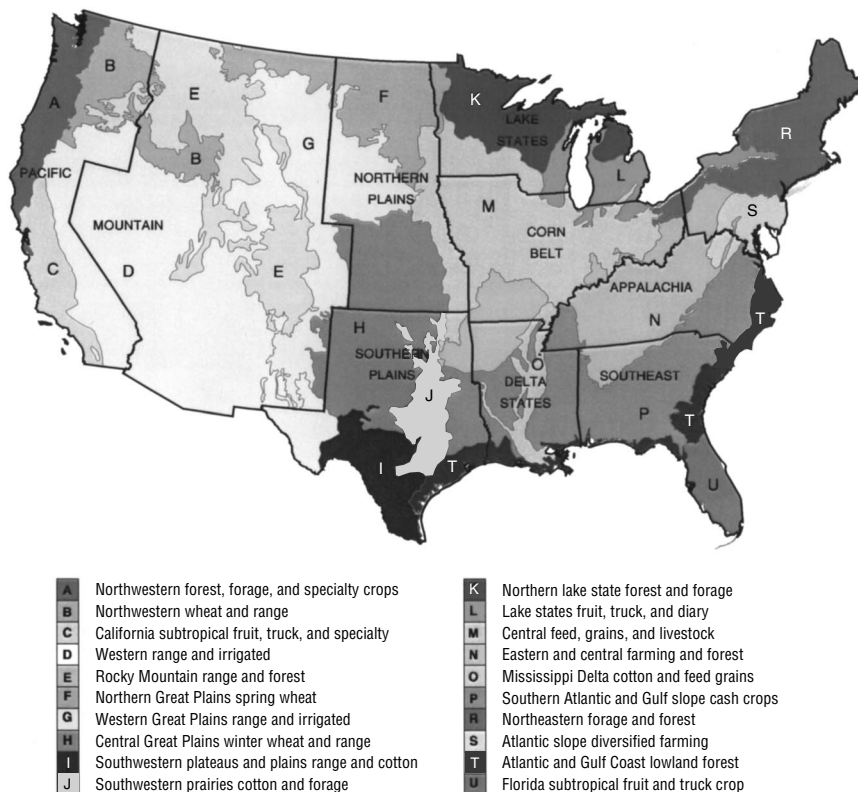 K
B
A
E
F
LAKE
STATES
R
G
B
L
PACIFIC
NORTHERN
PLAINS
M
S
MOUNTAIN
CORN
BELT
C
D
E
APPALACHIA
N
T
H
SOUTHERN
PLAINS
O
DELTA
STATES
SOUTHEAST
J
P
T
I
T
U
A Northwestern forest, forage, and specialty crops
B Northwestern wheat and range
C California subtropical fruit, truck, and specialty
D Western range and irrigated
E Rocky Mountain range and forest
F Northern Great Plains spring wheat
G Western Great Plains range and irrigated
H Central Great Plains winter wheat and range
I Southwestern plateaus and plains range and cotton
J Southwestern prairies cotton and forage
K Northern lake state forest and forage
L Lake states fruit, truck, and diary
M Central feed, grains, and livestock
N Eastern and central farming and forest
O Mississippi Delta cotton and feed grains
P Southern Atlantic and Gulf slope cash crops
R Northeastern forage and forest
S Atlantic slope diversified farming
T Atlantic and Gulf Coast lowland forest
U Florida subtropical fruit and truck crop